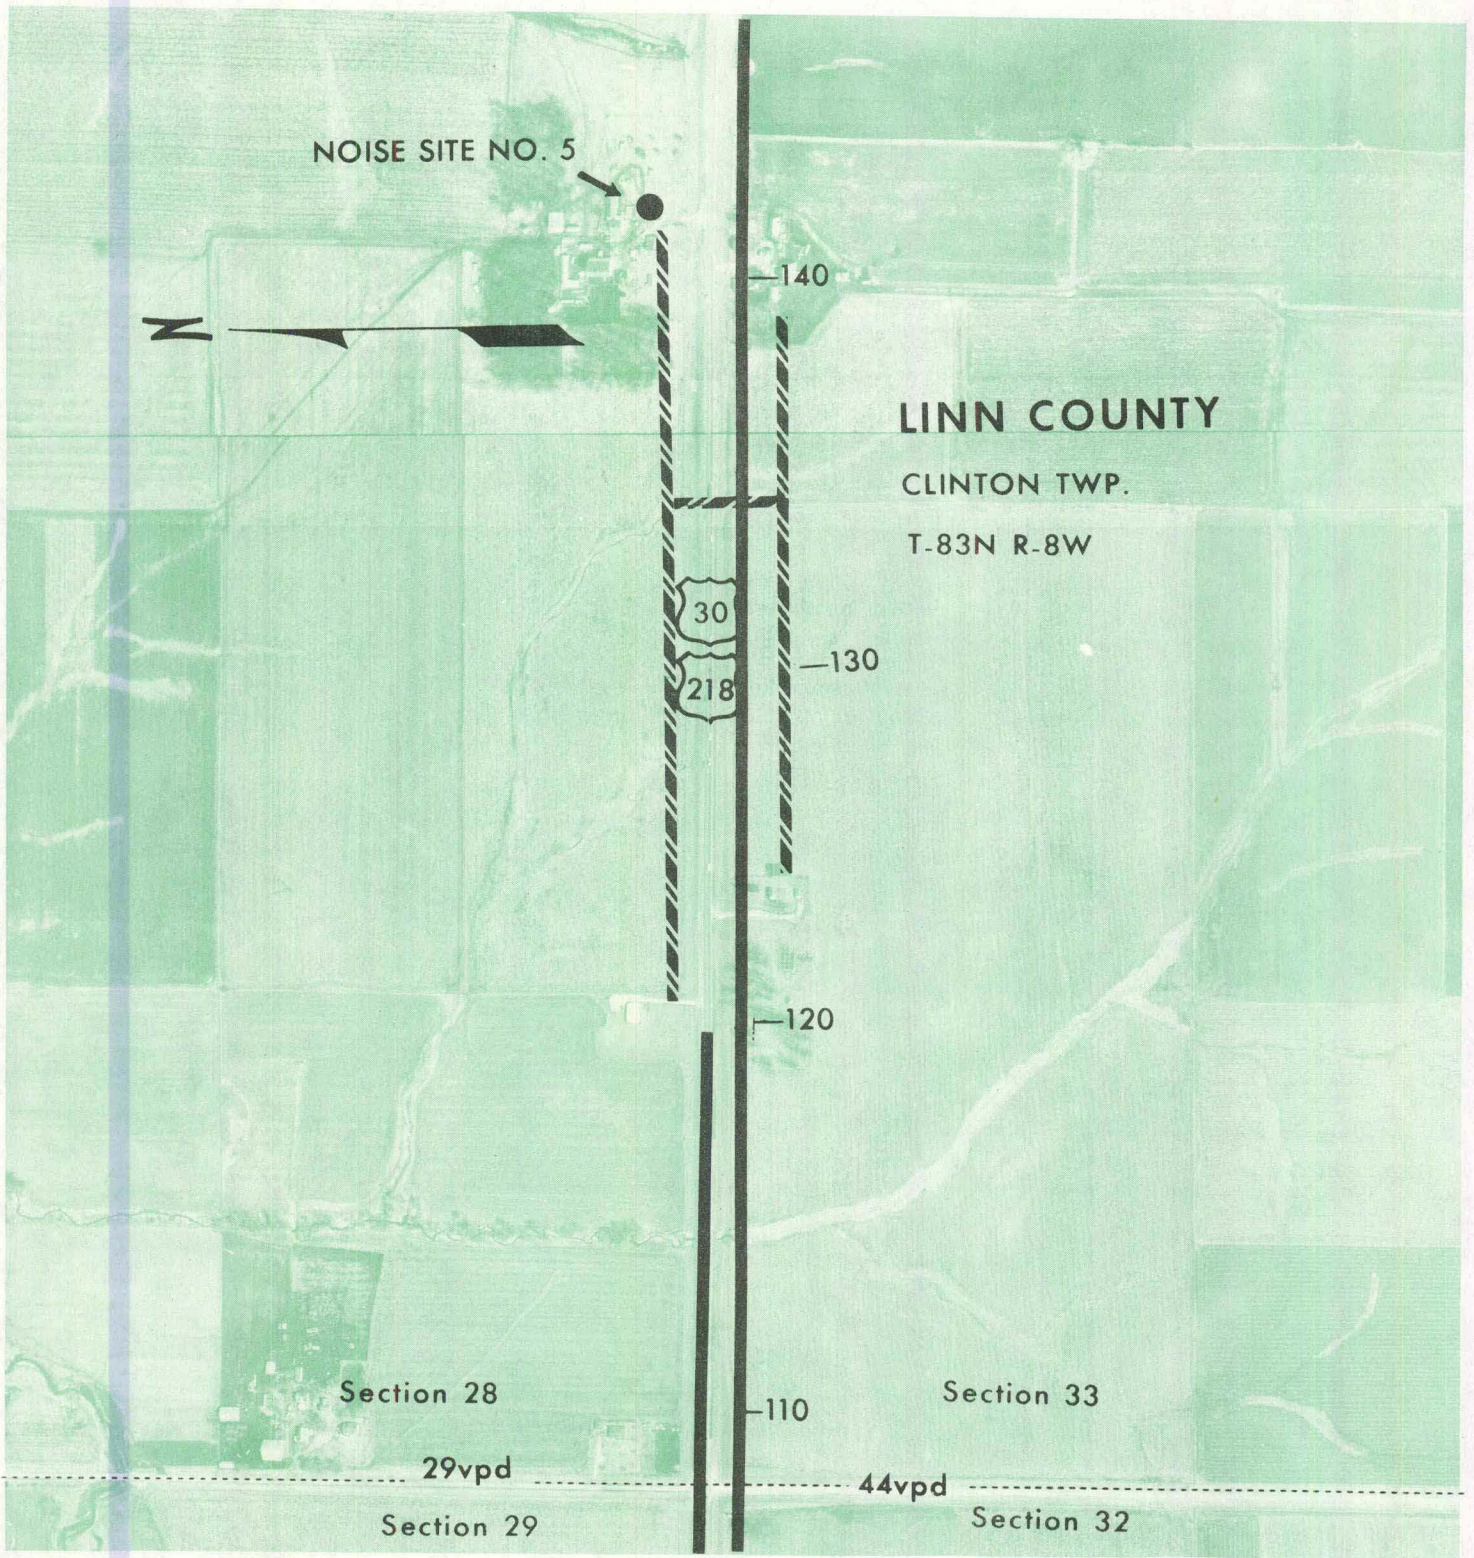 NOISE SITE NO. 5
140
N
LINN COUNTY
CLINTON TWP.
T-83N R-8W
30
130
218
120
Section 28
Section 33
110
29vpd
44vpd
Section 29
Section 32